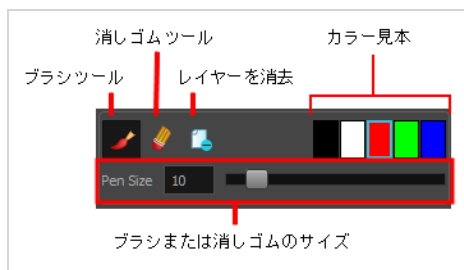 消しゴムツール
カラー見本
ブラシツール
レイヤーを消去
Pen Size 10
ブラシまたは消しゴムのサイズ